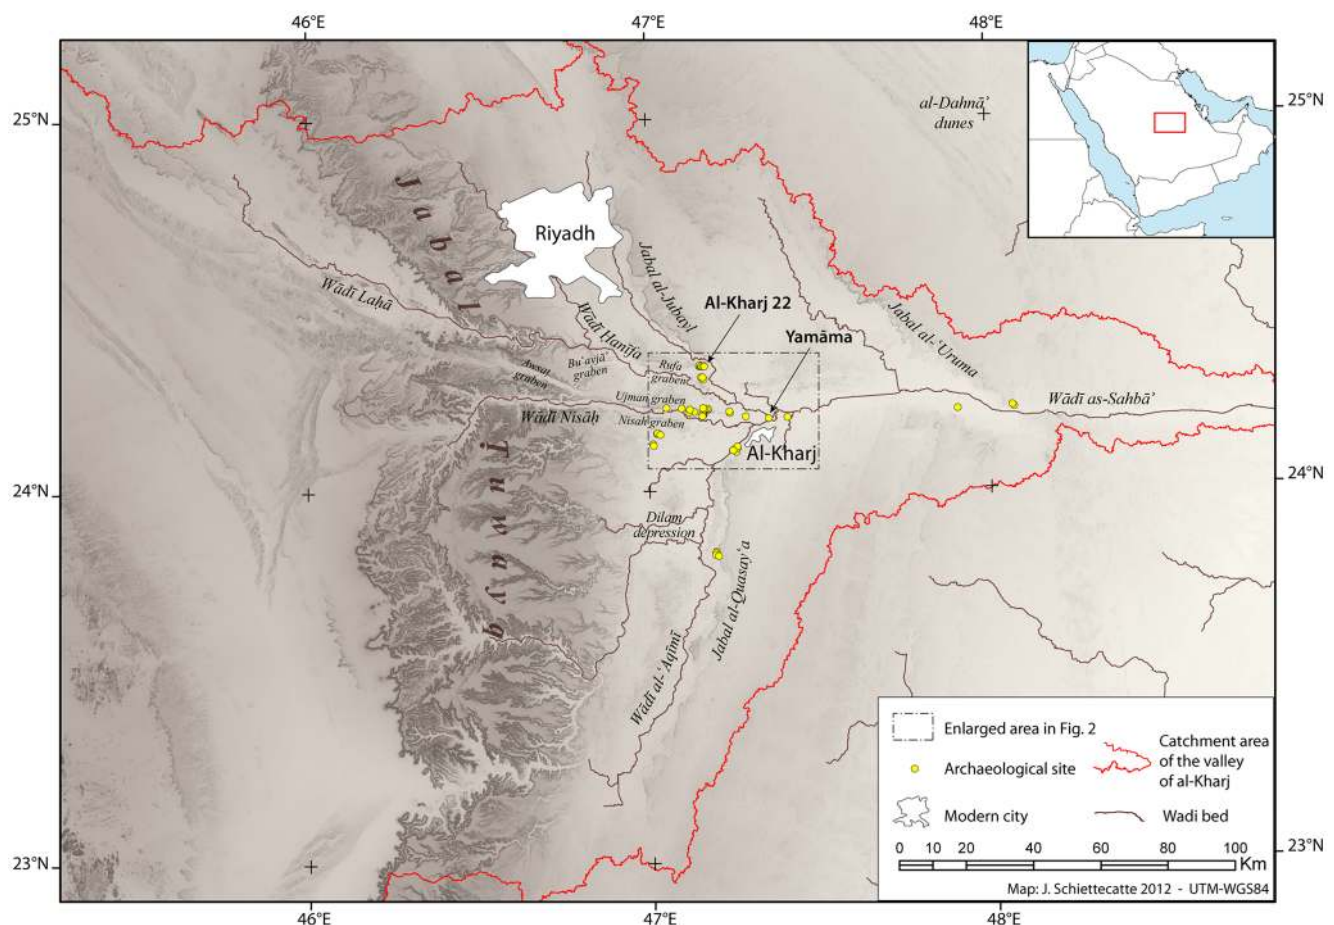 46°E
47°E
48°E
25°N
25°N
al-Dahnā’
dunes
Jabal
Riyadh
Jabal al-Jubayl
Wādī Laḥā
Wādī Ḥanīfa
Al-Kharj 22
Yamāma
Jabal al-‘Uruma
Awsat
graben
Bu‘ayjā’
graben
Rufa
graben
Ujman graben
Wādī Nisāḥ
Nisah graben
Wādī as-Sahbā’
Al-Kharj
24°N
24°N
Tuwayq
Dilam
depression
Jabal al-Quasay‘a
Wādī al-‘Aqīmī
Enlarged area in Fig. 2
Archaeological site
Catchment area
of the valley
of al-Kharj
Modern city
Wadi bed
0 10 20 40 60 80 100
Km
Map: J. Schiettecatte 2012 - UTM-WGS84
23°N
23°N
46°E
47°E
48°E